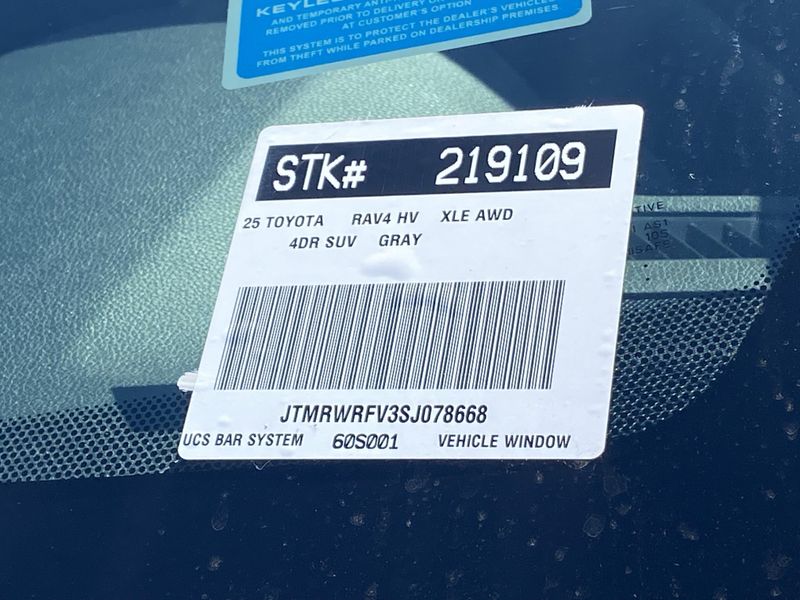 AND TEMPORARY
REMOVED PRIOR TO DELIVERY OR
AT CUSTOMER'S OPTION
THIS SYSTEM IS TO PROTECT THE DEALER'S VEHICLES
FROM THEFT WHILE PARKED ON DEALERSHIP PREMISES
STK# 219109
25 TOYOTA RAV4 HV XLE AWD
4DR SUV GRAY
JTMRWRFV3SJ078668
UCS BAR SYSTEM 60S001 VEHICLE WINDOW